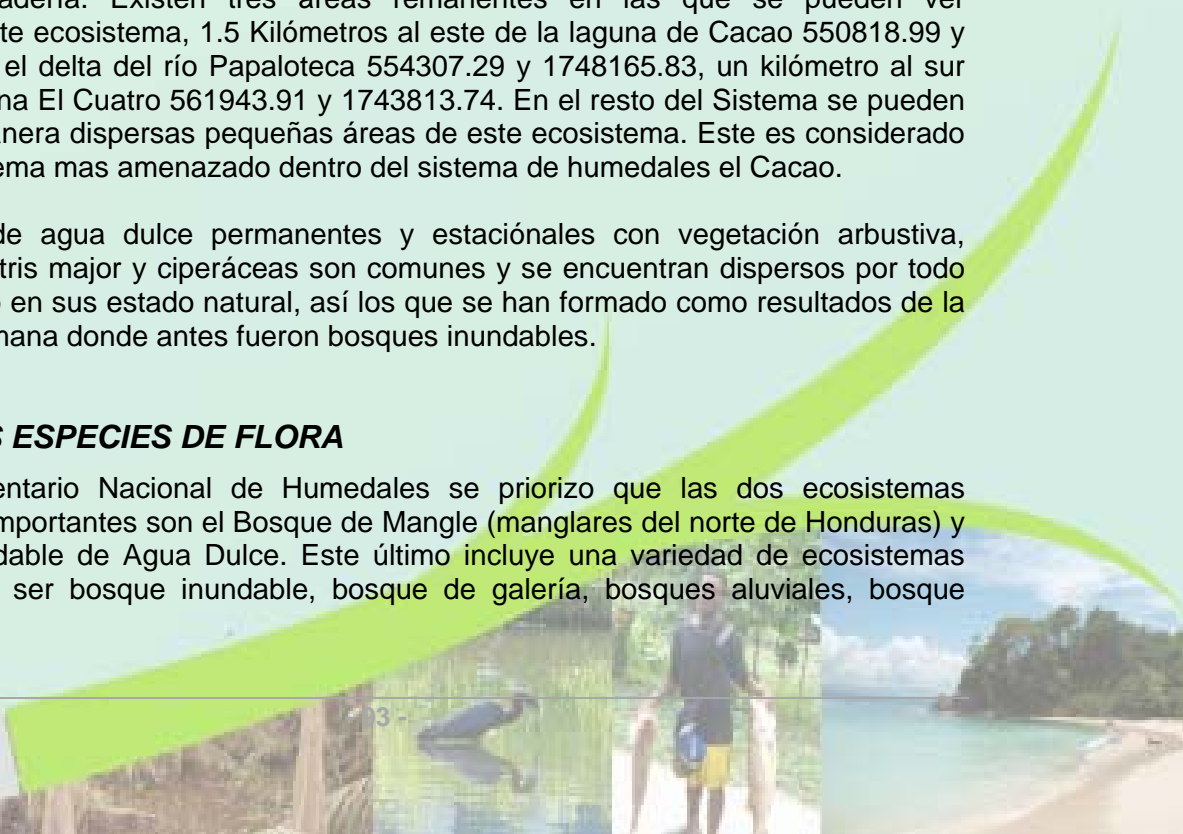 Existen tres áreas remanentes en las que se pueden ver
te ecosistema, 1.5 Kilómetros al este de la laguna de Cacao 550818.99 y
el delta del río Papaloteca 554307.29 y 1748165.83, un kilómetro al sur
na El Cuatro 561943.91 y 1743813.74. En el resto del Sistema se pueden
nera dispersas pequeñas áreas de este ecosistema. Este es considerado
ema mas amenazado dentro del sistema de humedales el Cacao.
de agua dulce permanentes y estaciónales con vegetación arbustiva,
tris major y ciperáceas son comunes y se encuentran dispersos por todo
en sus estado natural, así los que se han formado como resultados de la
mana donde antes fueron bosques inundables.
S ESPECIES DE FLORA
entario Nacional de Humedales se priorizo que las dos ecosistemas
mportantes son el Bosque de Mangle (manglares del norte de Honduras) y
dable de Agua Dulce. Este último incluye una variedad de ecosistemas
ser bosque inundable, bosque de galería, bosques aluviales, bosque
3 -